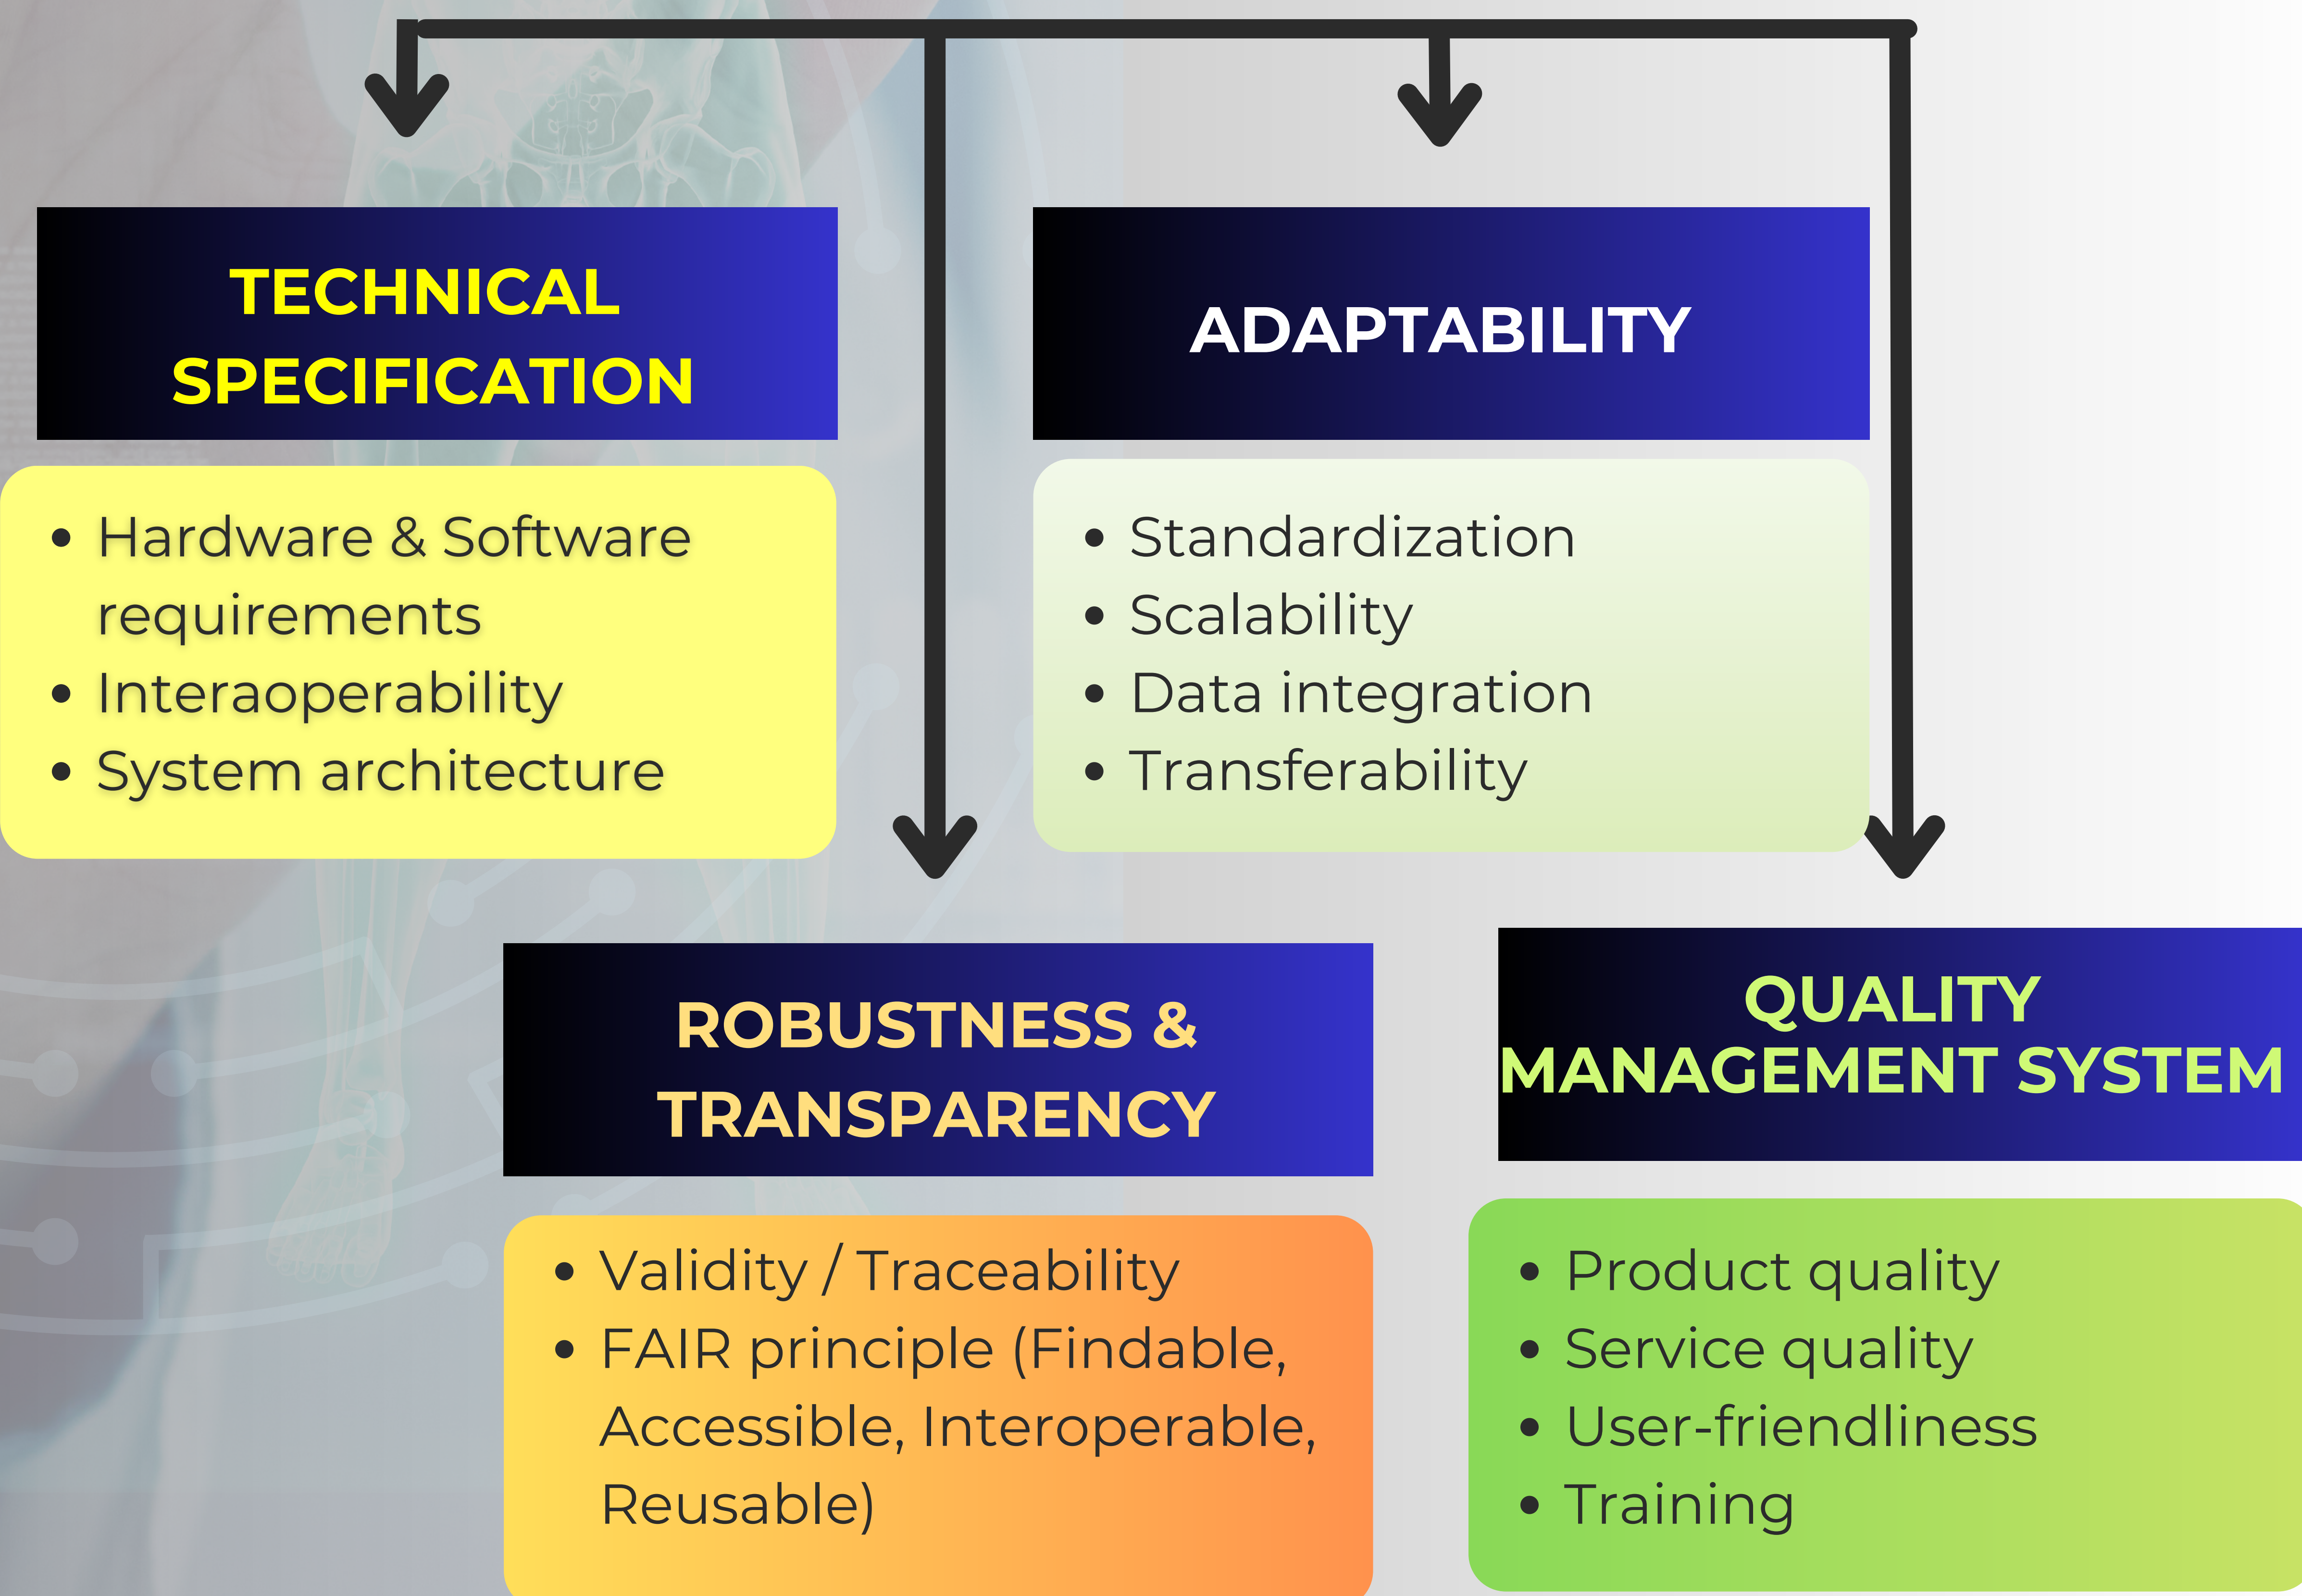 TECHNICAL
SPECIFICATION
• Hardware & Software
requirements
• Interaoperability
• System architecture
ADAPTABILITY
• Standardization
• Scalability
• Data integration
• Transferability
ROBUSTNESS &
TRANSPARENCY
• Validity / Traceability
• FAIR principle (Findable,
Accessible, Interoperable,
Reusable)
QUALITY
MANAGEMENT SYSTEM
• Product quality
• Service quality
• User-friendliness
• Training